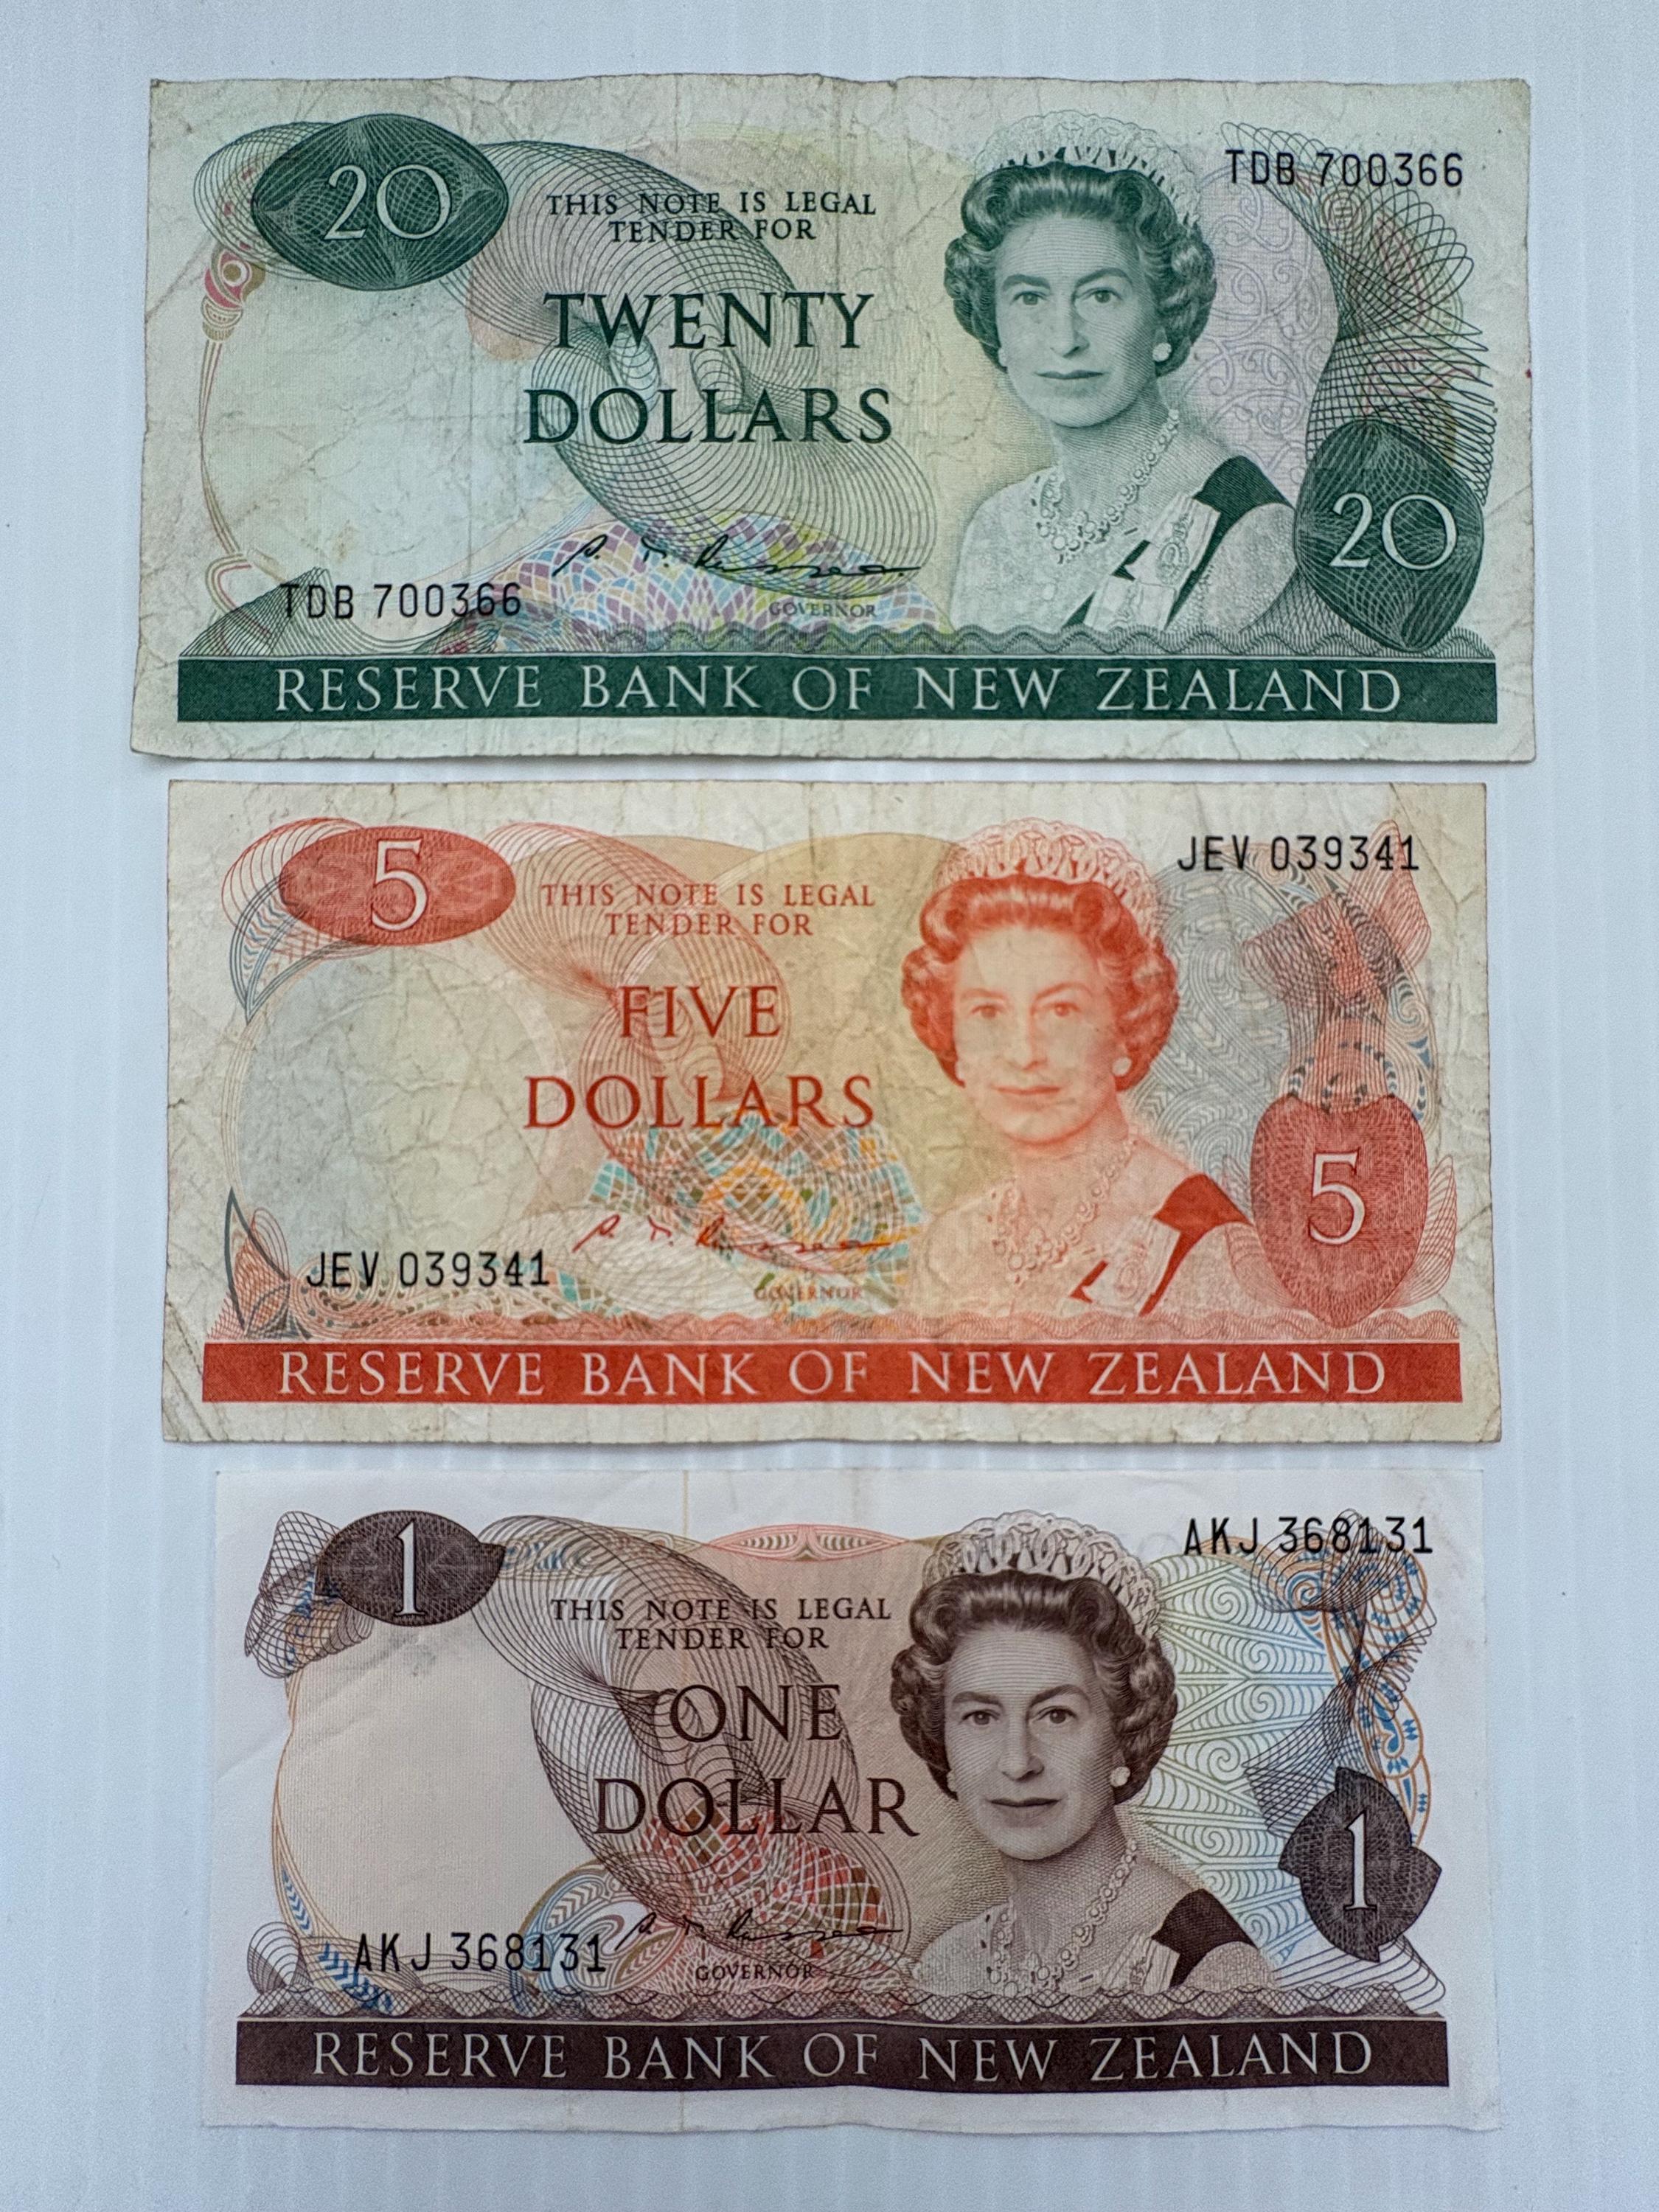 20
TDB 700366
THIS NOTE IS LEGAL
TENDER FOR
TWENTY
DOLLARS
20
TDB 700366
GOVERNOR
RESERVE BANK OF NEW ZEALAND
5
JEV 039341
THIS NOTE IS LEGAL
TENDER FOR
FIVE
DOLLARS
5
JEV 039341
GOVERNOR
RESERVE BANK OF NEW ZEALAND
1
AKJ 368131
THIS NOTE IS LEGAL
TENDER FOR
ONE
DOLLAR
1
AKJ 368131
GOVERNOR
RESERVE BANK OF NEW ZEALAND